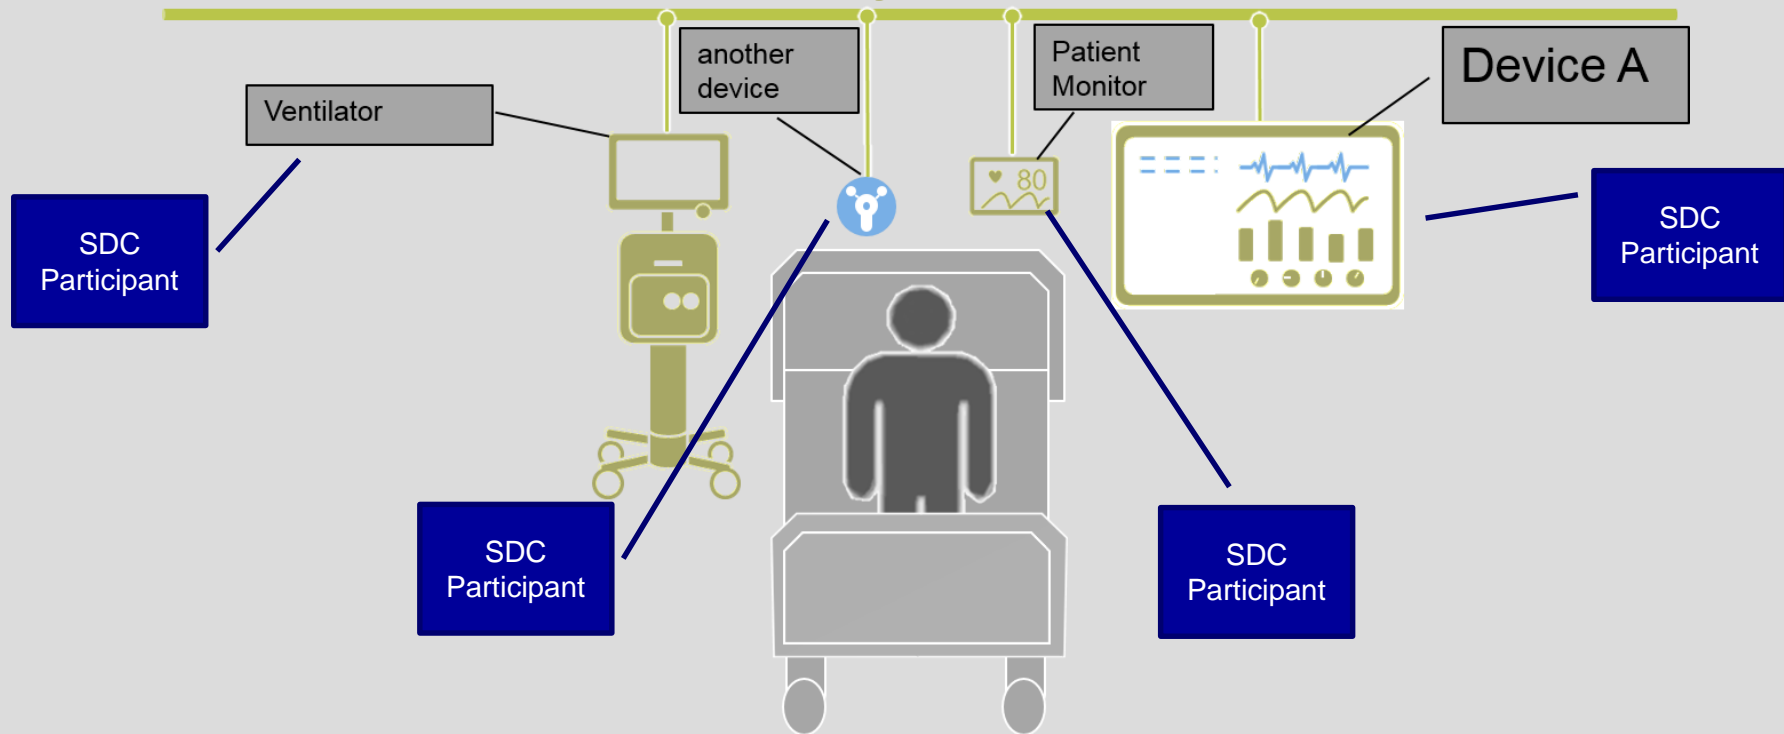 another
device
Patient
Monitor
Device A
Ventilator
80
SDC
Participant
SDC
Participant
SDC
Participant
SDC
Participant